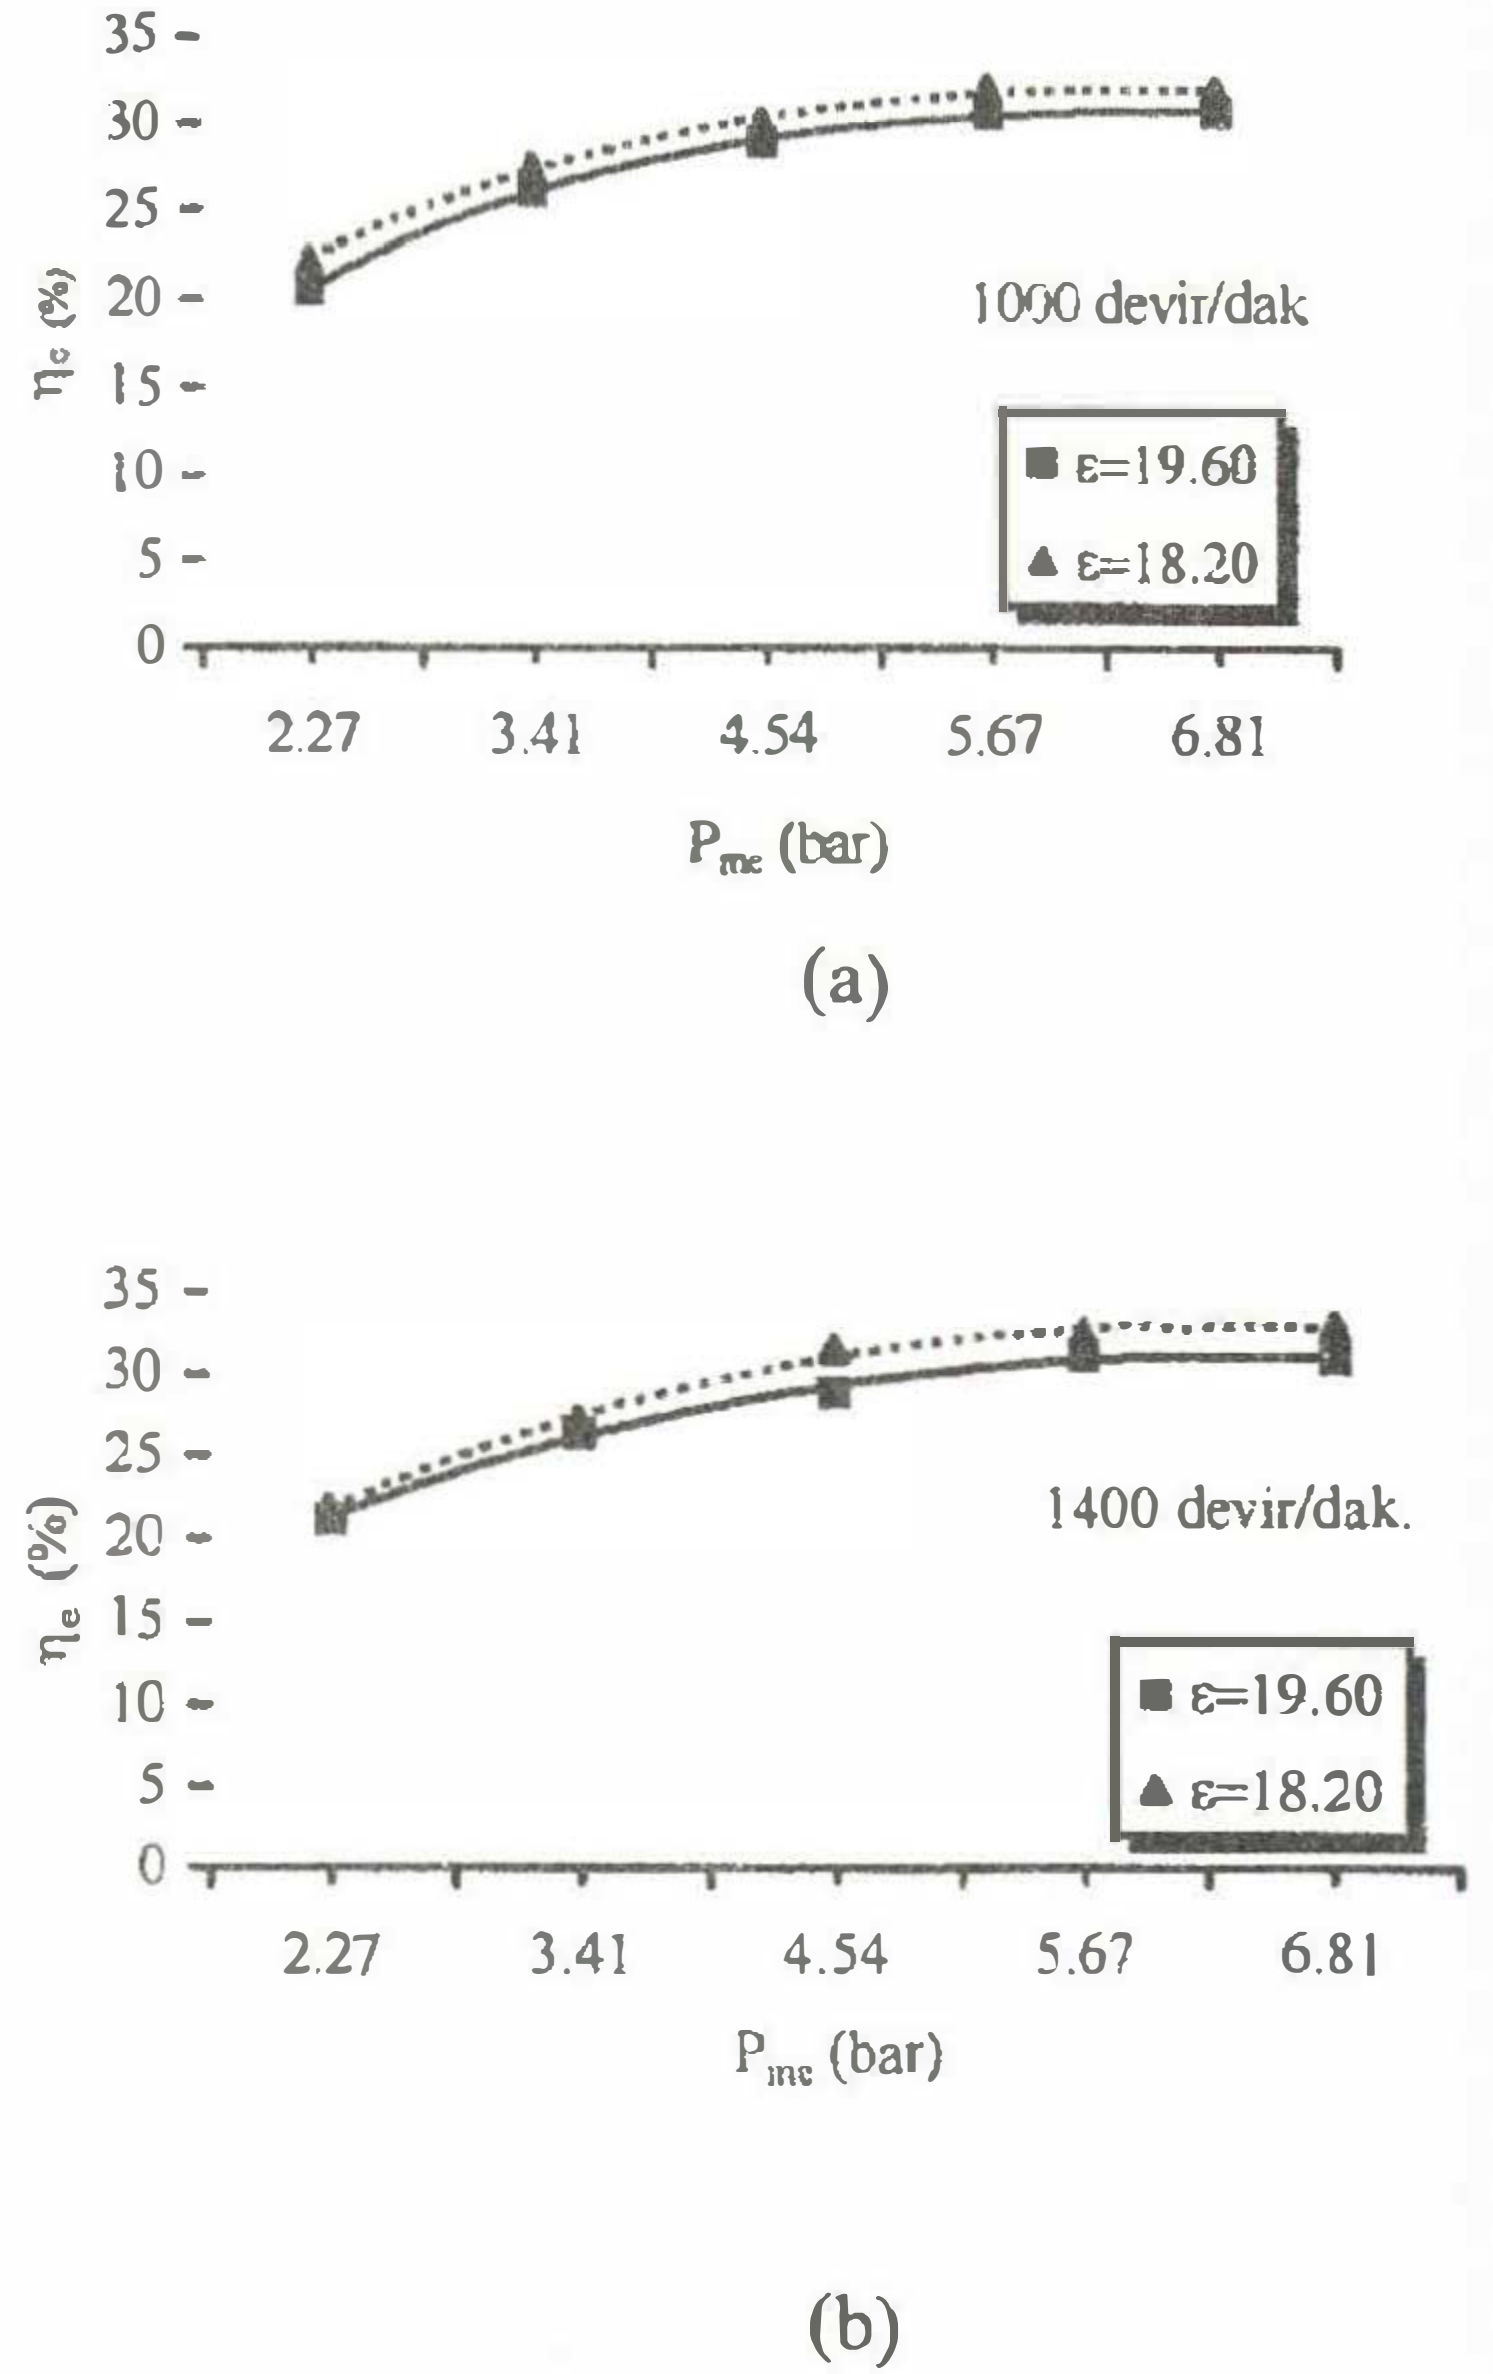 35
30
25
20
15
10
5
0
ηe (%)
1000 devir/dak
ε=19.60
ε=18.20
2.27 3.41 4.54 5.67 6.81
Pme (bar)
(a)
35
30
25
20
15
10
5
0
ηe (%)
1400 devir/dak.
ε=19.60
ε=18.20
2.27 3.41 4.54 5.67 6.81
Pme (bar)
(b)